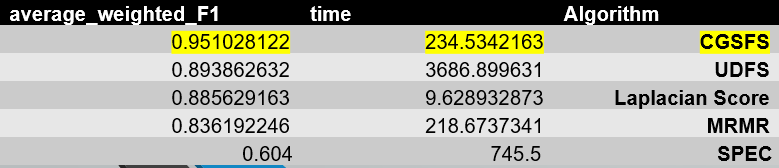 average_weighted_F1 time Algorithm
0.951028122 234.5342163 CGSFS
0.893862632 3686.899631 UDFS
0.885629163 9.628932873 Laplacian Score
0.836192246 218.6737341 MRMR
0.604 745.5 SPEC